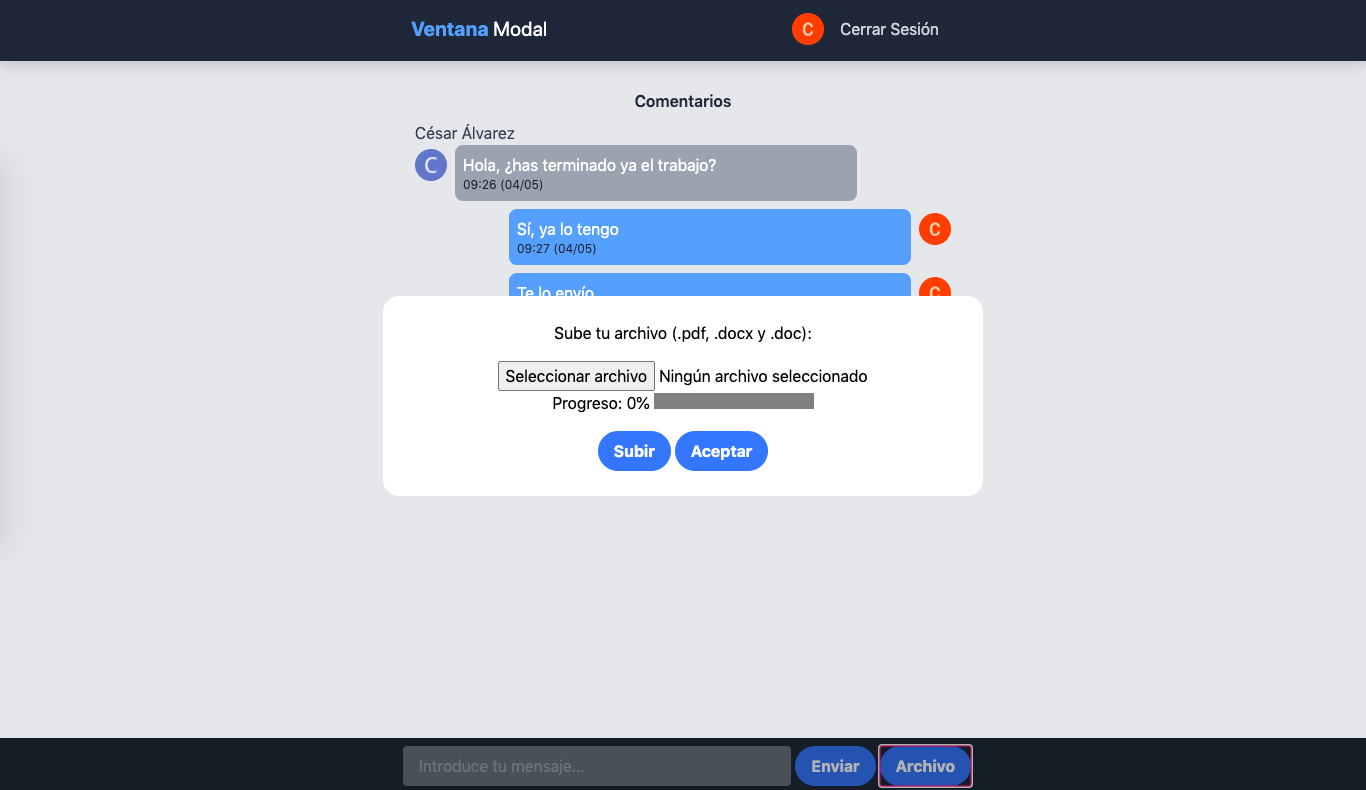 Ventana Modal
C Cerrar Sesión
Comentarios
César Álvarez
C
Hola, ¿has terminado ya el trabajo?
09:26 (04/05)
Sí, ya lo tengo
09:27 (04/05)
C
Te lo envío
C
Sube tu archivo (.pdf, .docx y .doc):
Seleccionar archivo Ningún archivo seleccionado
Progreso: 0%
Subir Aceptar
Introduce tu mensaje... Enviar Archivo